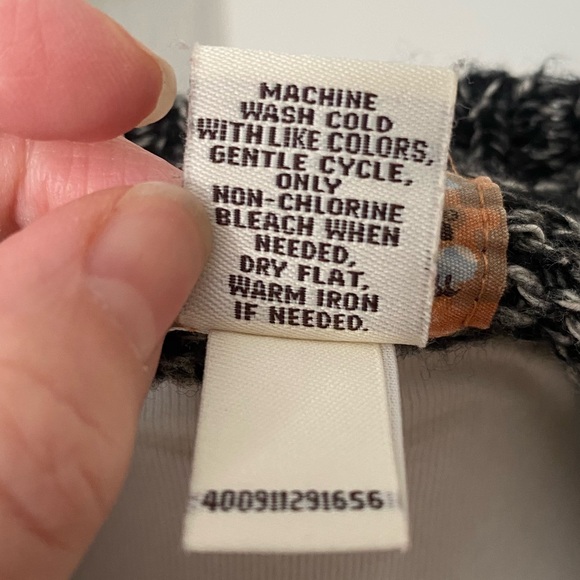 MACHINE
WASH COLD
WITH LIKE COLORS,
GENTLE CYCLE,
ONLY
NON-CHLORINE
BLEACH WHEN
NEEDED,
DRY FLAT,
WARM IRON
IF NEEDED.
400911291656